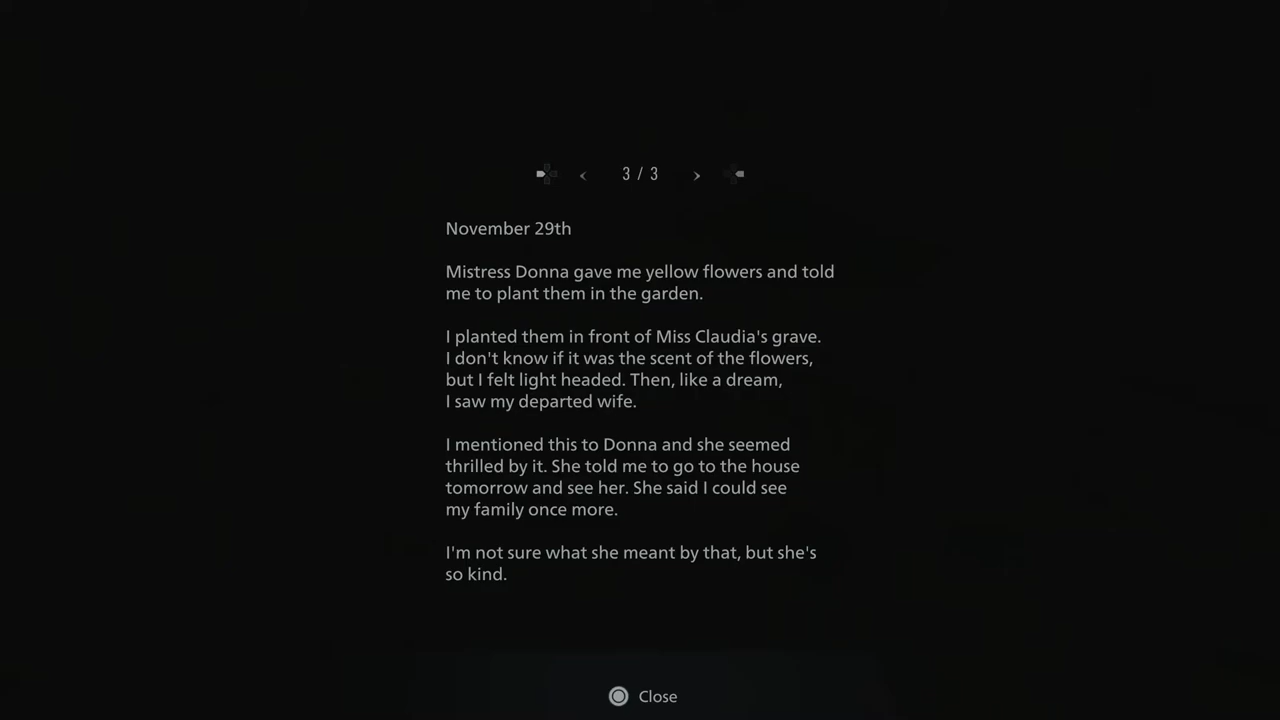 3 / 3
November 29th
Mistress Donna gave me yellow flowers and told
me to plant them in the garden.
I planted them in front of Miss Claudia's grave.
I don't know if it was the scent of the flowers,
but I felt light headed. Then, like a dream,
I saw my departed wife.
I mentioned this to Donna and she seemed
thrilled by it. She told me to go to the house
tomorrow and see her. She said I could see
my family once more.
I'm not sure what she meant by that, but she's
so kind.
Close